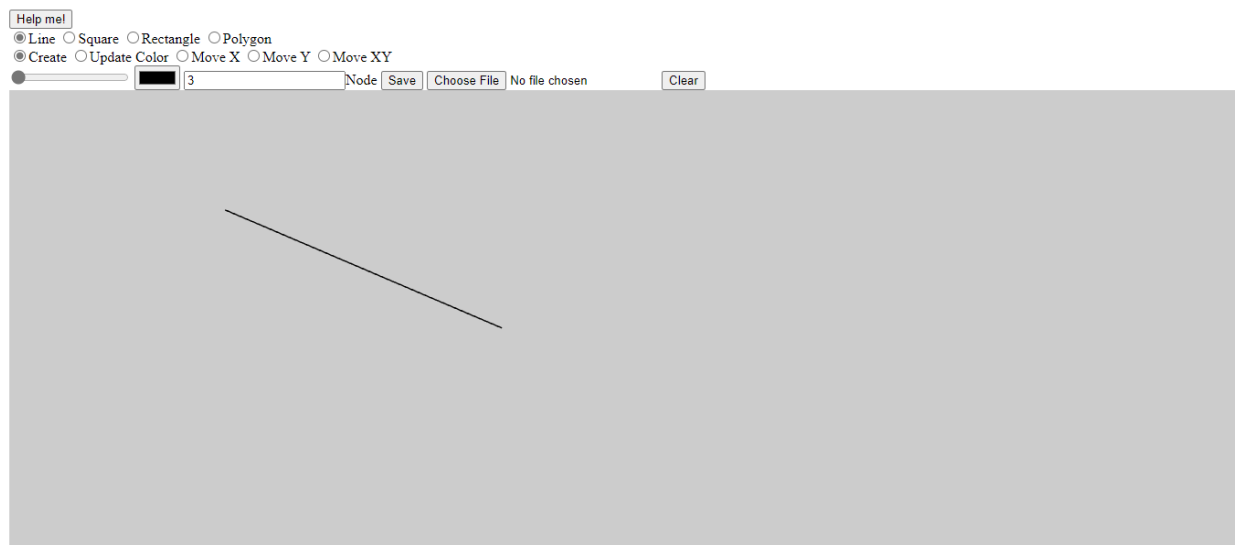 Help me!
Line Square Rectangle Polygon
Create Update Color Move X Move Y Move XY
3 Node Save Choose File No file chosen Clear